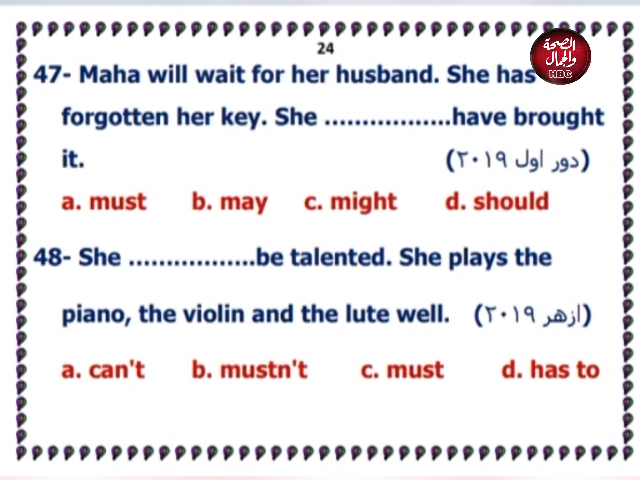 24
الصحة
والجمال
HBC
47- Maha will wait for her husband. She has
forgotten her key. She ..................have brought
it. (دور اول ٢٠١٩)
a. must b. may c. might d. should
48- She ..................be talented. She plays the
piano, the violin and the lute well. (ازهر ٢٠١٩)
a. can't b. mustn't c. must d. has to